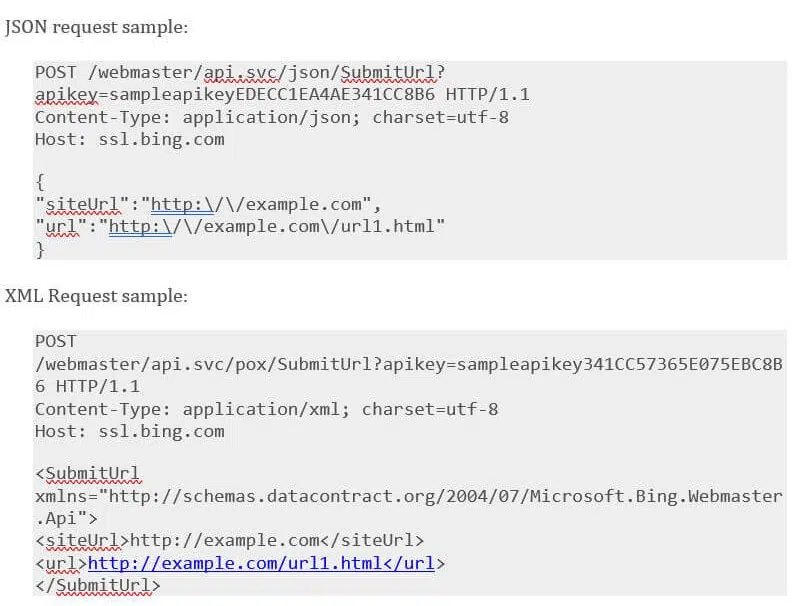 JSON request sample:
POST /webmaster/api.svc/json/SubmitUrl?
apikey=sampleapikeyEDECC1EA4AE341CC8B6 HTTP/1.1
Content-Type: application/json; charset=utf-8
Host: ssl.bing.com
{
"siteUrl":"http:\/\/example.com",
"url":"http:\/\/example.com\/url1.html"
}
XML Request sample:
POST
/webmaster/api.svc/pox/SubmitUrl?apikey=sampleapikey341CC57365E075EBC8B
6 HTTP/1.1
Content-Type: application/xml; charset=utf-8
Host: ssl.bing.com
<SubmitUrl
xmlns="http://schemas.datacontract.org/2004/07/Microsoft.Bing.Webmaster
.Api">
<siteUrl>http://example.com</siteUrl>
<url>http://example.com/url1.html</url>
</SubmitUrl>